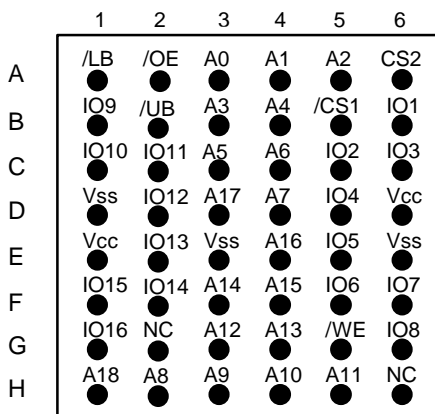 1 2 3 4 5 6
A /LB /OE A0 A1 A2 CS2
B IO9 /UB A3 A4 /CS1 IO1
C IO10 IO11 A5 A6 IO2 IO3
D Vss IO12 A17 A7 IO4 Vcc
E Vcc IO13 Vss A16 IO5 Vss
F IO15 IO14 A14 A15 IO6 IO7
G IO16 NC A12 A13 /WE IO8
H A18 A8 A9 A10 A11 NC